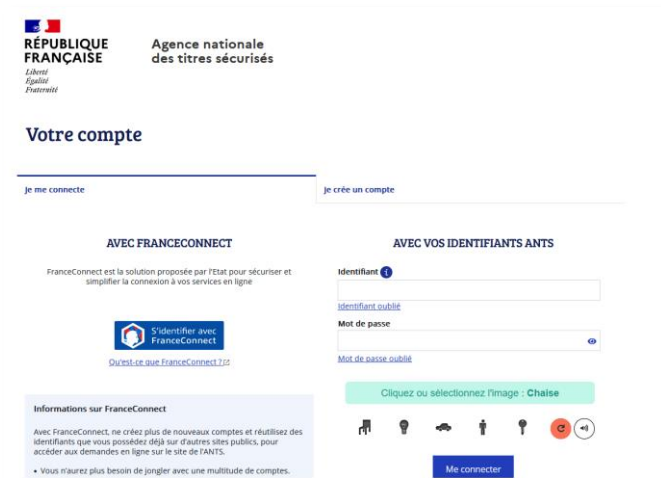 RÉPUBLIQUE
FRANÇAISE
Liberté
Égalité
Fraternité
Agence nationale
des titres sécurisés
Votre compte
Je me connecte
Je crée un compte
AVEC FRANCECONNECT
FranceConnect est la solution proposée par l'Etat pour sécuriser et
simplifier la connexion à vos services en ligne
S'identifier avec
FranceConnect
Qu'est-ce que FranceConnect ?
Informations sur FranceConnect
Avec FranceConnect, ne créez plus de nouveaux comptes et réutilisez des
identifiants que vous possédez déjà sur d'autres sites publics, pour
accéder aux demandes en ligne sur le site de l'ANTS.
• Vous n'aurez plus besoin de jongler avec une multitude de comptes.
AVEC VOS IDENTIFIANTS ANTS
Identifiant i
Identifiant oublié
Mot de passe
Mot de passe oublié
Cliquez ou sélectionnez l'image : Chaise
Me connecter